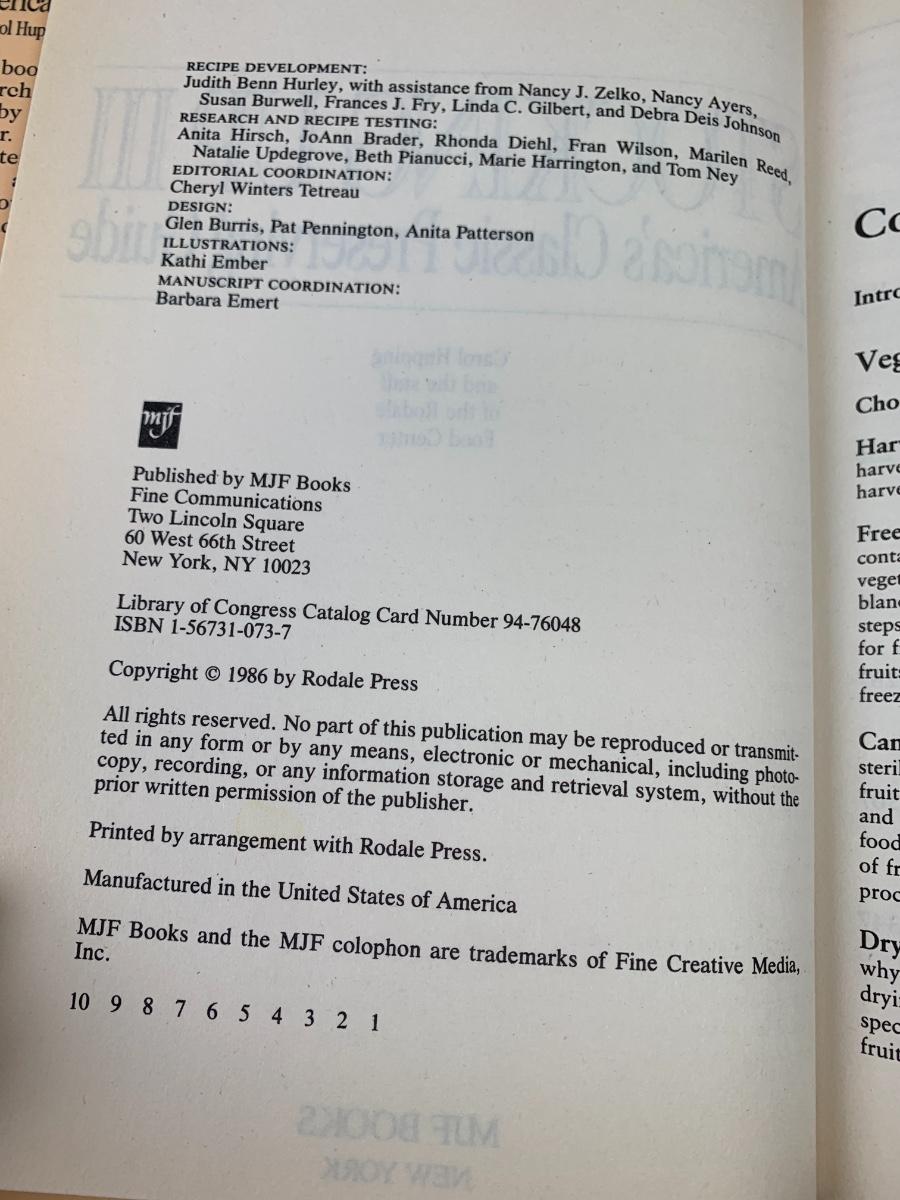 erica
ol Hup
boo
rch
by
r.
te
RECIPE DEVELOPMENT:
Judith Benn Hurley, with assistance from Nancy J. Zelko, Nancy Ayers,
Susan Burwell, Frances J. Fry, Linda C. Gilbert, and Debra Deis Johnson
RESEARCH AND RECIPE TESTING:
Anita Hirsch, JoAnn Brader, Rhonda Diehl, Fran Wilson, Marilen Reed,
Natalie Updegrove, Beth Pianucci, Marie Harrington, and Tom Ney
EDITORIAL COORDINATION:
Cheryl Winters Tetreau
DESIGN:
Glen Burris, Pat Pennington, Anita Patterson
ILLUSTRATIONS:
Kathi Ember
MANUSCRIPT COORDINATION:
Barbara Emert
mjf
Published by MJF Books
Fine Communications
Two Lincoln Square
60 West 66th Street
New York, NY 10023
Library of Congress Catalog Card Number 94-76048
ISBN 1-56731-073-7
Copyright © 1986 by Rodale Press
All rights reserved. No part of this publication may be reproduced or transmit-
ted in any form or by any means, electronic or mechanical, including photo-
copy, recording, or any information storage and retrieval system, without the
prior written permission of the publisher.
Printed by arrangement with Rodale Press.
Manufactured in the United States of America
MJF Books and the MJF colophon are trademarks of Fine Creative Media,
Inc.
10 9 8 7 6 5 4 3 2 1
Co
Intro
Veg
Cho
Har
harve
harve
Free
conta
veget
blanc
steps
for f
fruits
freez
Can
steril
fruit
and
food
of fr
proc
Dry
why
dryi
spec
fruit